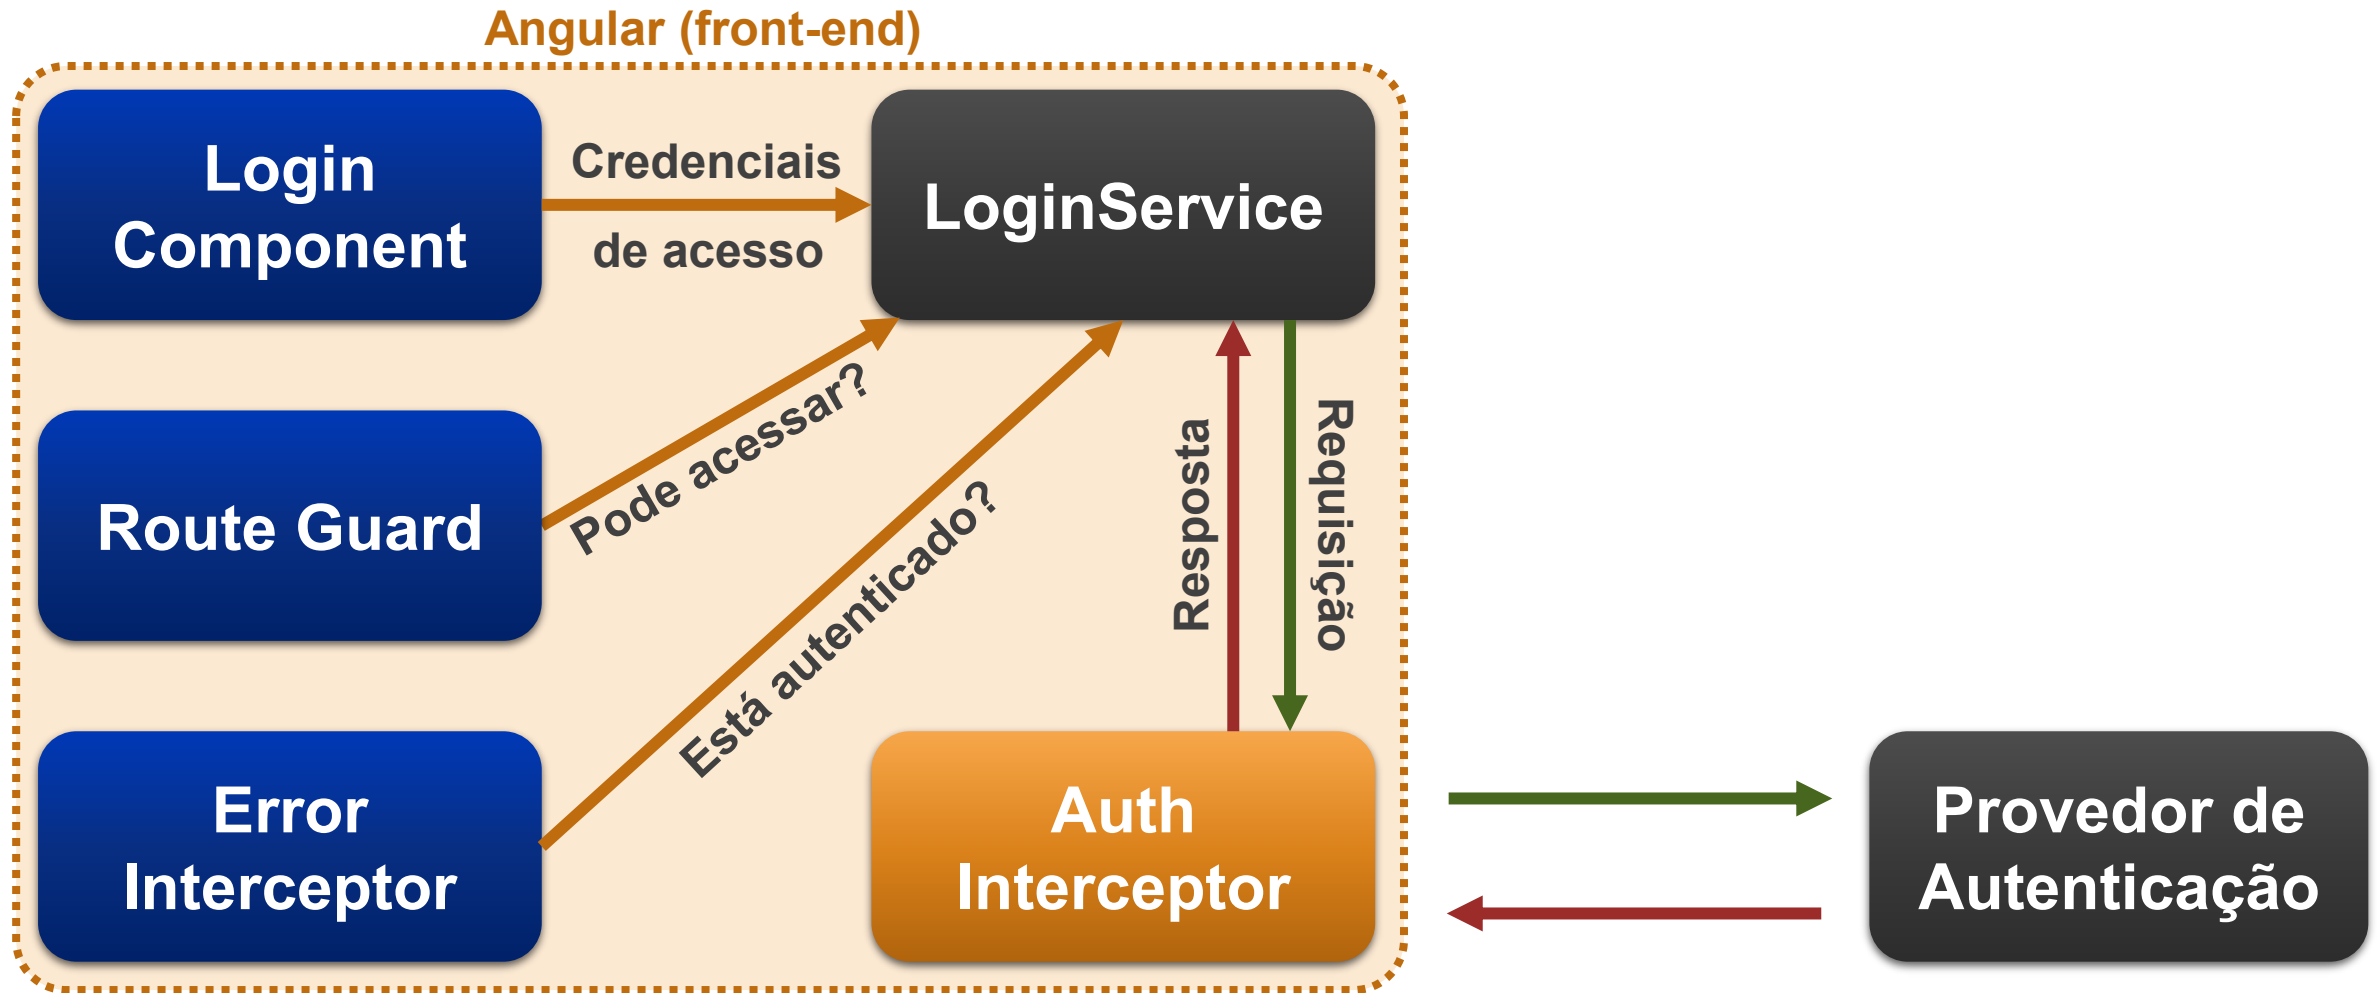 Angular (front-end)
Login
Component
Credenciais
de acesso
LoginService
Route Guard
Pode acessar?
Está autenticado?
Resposta
Requisição
Error
Interceptor
Auth
Interceptor
Provedor de
Autenticação